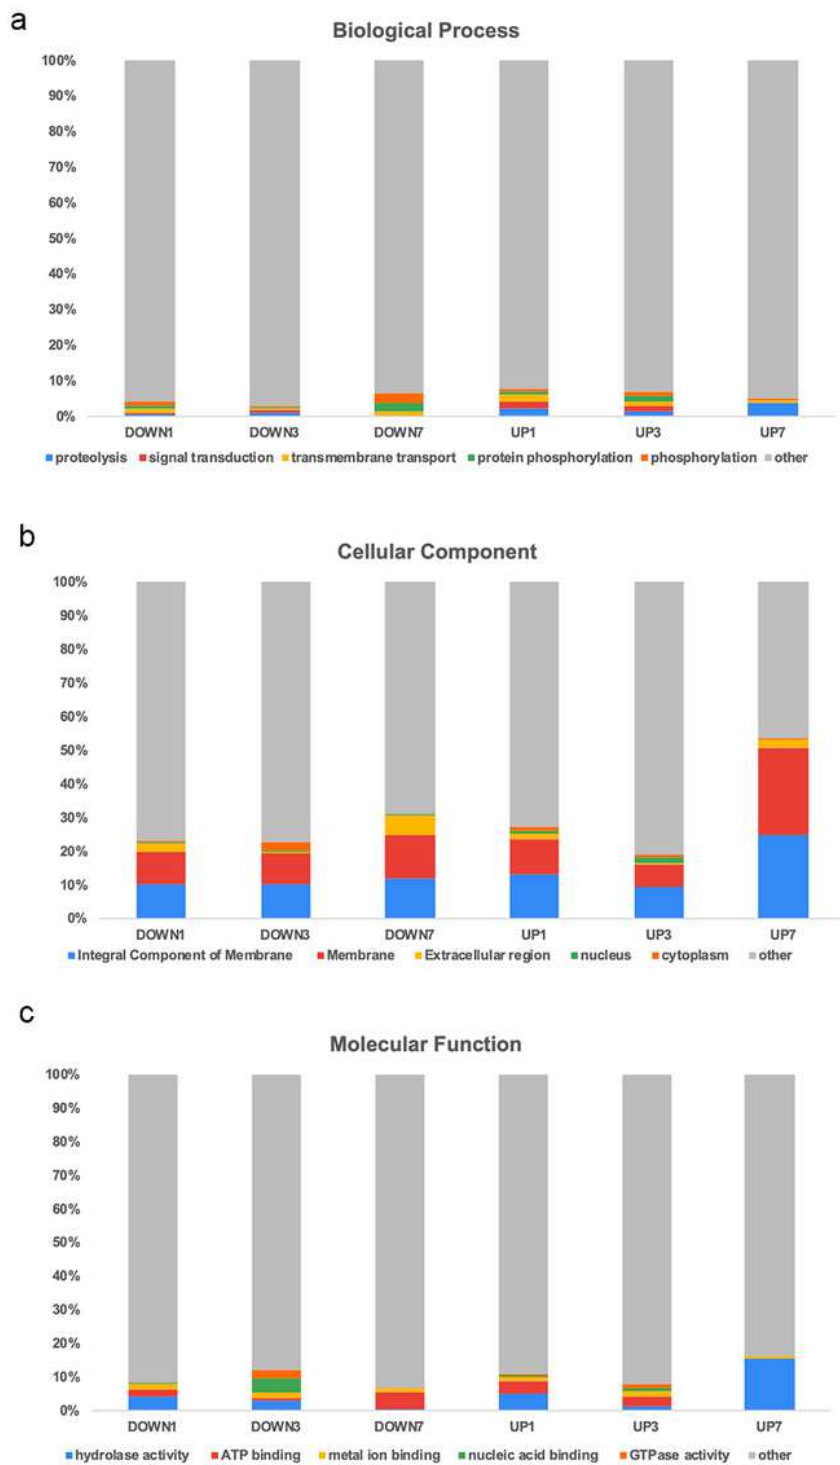 a
Biological Process
100%
90%
80%
70%
60%
50%
40%
30%
20%
10%
0%
DOWN1 DOWN3 DOWN7 UP1 UP3 UP7
proteolysis signal transduction transmembrane transport protein phosphorylation phosphorylation other
b
Cellular Component
100%
90%
80%
70%
60%
50%
40%
30%
20%
10%
0%
DOWN1 DOWN3 DOWN7 UP1 UP3 UP7
Integral Component of Membrane Membrane Extracellular region nucleus cytoplasm other
c
Molecular Function
100%
90%
80%
70%
60%
50%
40%
30%
20%
10%
0%
DOWN1 DOWN3 DOWN7 UP1 UP3 UP7
hydrolase activity ATP binding metal ion binding nucleic acid binding GTPase activity other